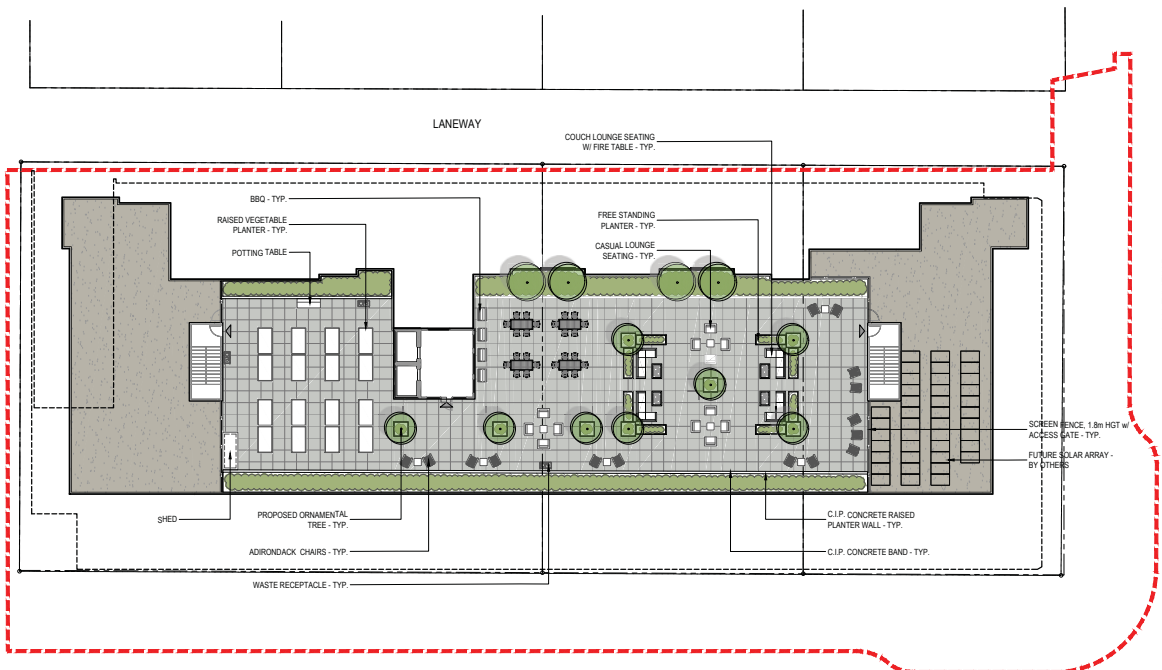 LANEWAY
COUCH LOUNGE SEATING
W/ FIRE TABLE - TYP.
BBQ - TYP.
RAISED VEGETABLE
PLANTER - TYP.
POTTING TABLE
FREE STANDING
PLANTER - TYP.
CASUAL LOUNGE
SEATING - TYP.
SCREEN FENCE, 1.8m HGT w/
ACCESS GATE - TYP.
FUTURE SOLAR ARRAY -
BY OTHERS
SHED
PROPOSED ORNAMENTAL
TREE - TYP.
C.I.P. CONCRETE RAISED
PLANTER WALL - TYP.
ADIRONDACK CHAIRS - TYP.
C.I.P. CONCRETE BAND - TYP.
WASTE RECEPTACLE - TYP.